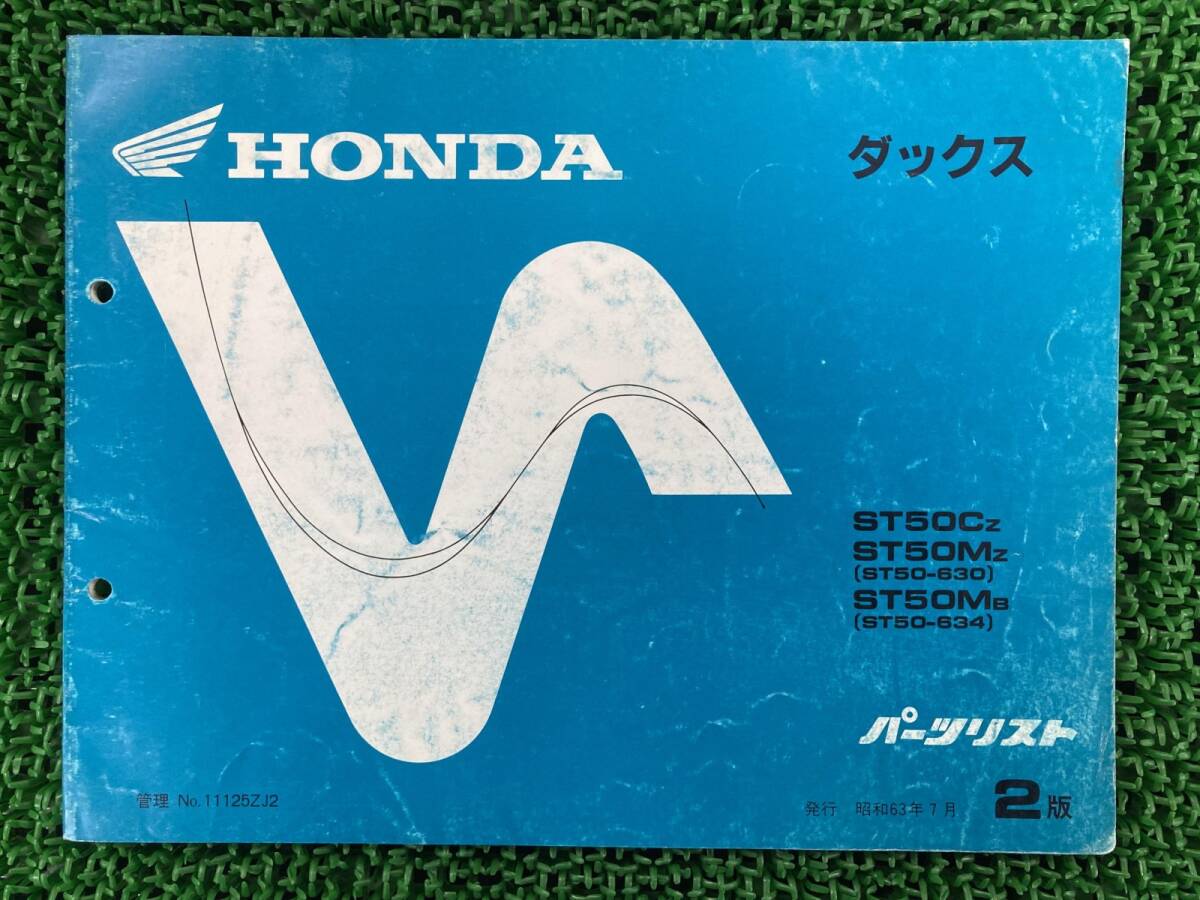 HONDA
ダックス
ST50CZ
ST50MZ
(ST50-630)
ST50MB
(ST50-634)
パーツリスト
管理 No.11125ZJ2
発行 昭和63年7月 2版